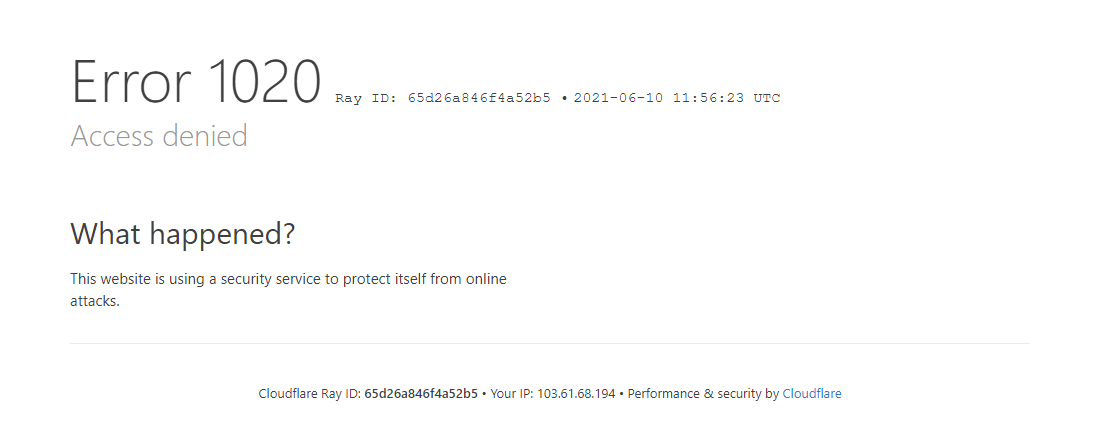 Error 1020 Ray ID: 65d26a846f4a52b5 • 2021-06-10 11:56:23 UTC
Access denied
What happened?
This website is using a security service to protect itself from online
attacks.
Cloudflare Ray ID: 65d26a846f4a52b5 • Your IP: 103.61.68.194 • Performance & security by Cloudflare